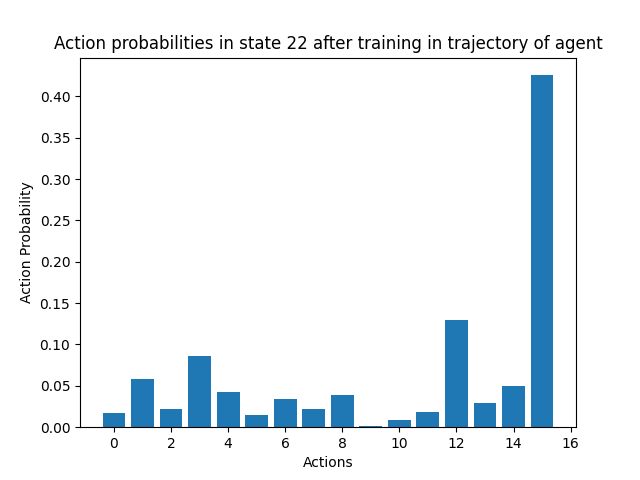 Action probabilities in state 22 after training in trajectory of agent
0.40
0.35
0.30
0.25
0.20
0.15
0.10
0.05
0.00
Action Probability
0 2 4 6 8 10 12 14 16
Actions